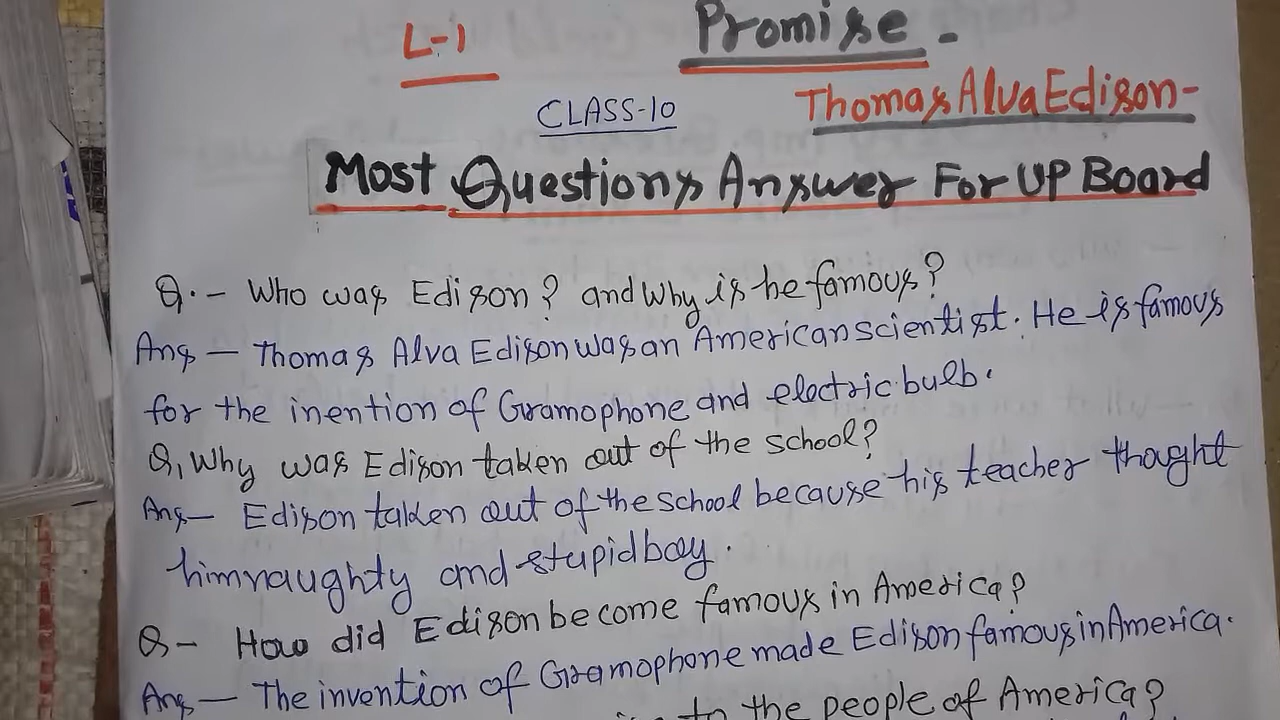 L-1
Promise -
CLASS-10
Thomas Alva Edison-
Most Questions Answer For UP Board
Q.- Who was Edison? and Why is he famous?
Ans - Thomas Alva Edison was an American scientist. He is famous
for the inention of Gramophone and electric bulb.
Q, Why was Edison taken out of the school?
Ans - Edison taken out of the school because his teacher thought
him naughty and stupid boy.
Q- How did Edison become famous in America?
Ans - The invention of Gramophone made Edison famous in America.
to the people of America?